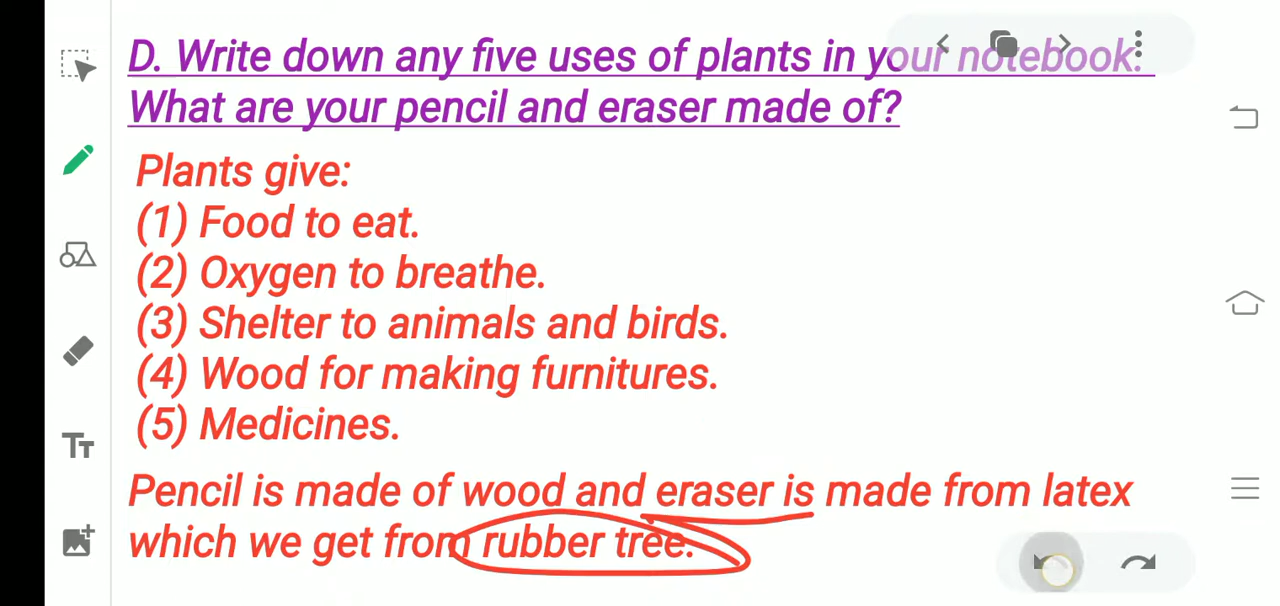 D. Write down any five uses of plants in your notebook.
What are your pencil and eraser made of?
Plants give:
(1) Food to eat.
(2) Oxygen to breathe.
(3) Shelter to animals and birds.
(4) Wood for making furnitures.
(5) Medicines.
Pencil is made of wood and eraser is made from latex
which we get from rubber tree.
TT